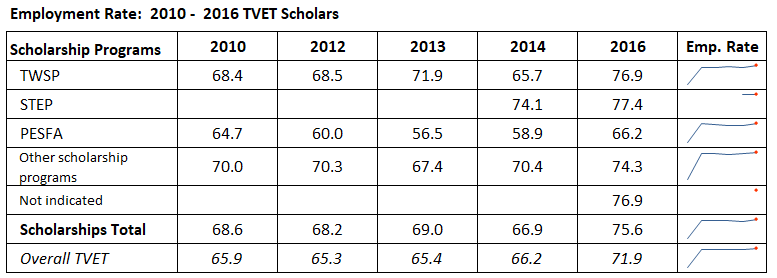 Employment Rate: 2010 - 2016 TVET Scholars
Scholarship Programs 2010 2012 2013 2014 2016 Emp. Rate
TWSP 68.4 68.5 71.9 65.7 76.9
STEP 74.1 77.4
PESFA 64.7 60.0 56.5 58.9 66.2
Other scholarship
programs 70.0 70.3 67.4 70.4 74.3
Not indicated 76.9
Scholarships Total 68.6 68.2 69.0 66.9 75.6
Overall TVET 65.9 65.3 65.4 66.2 71.9